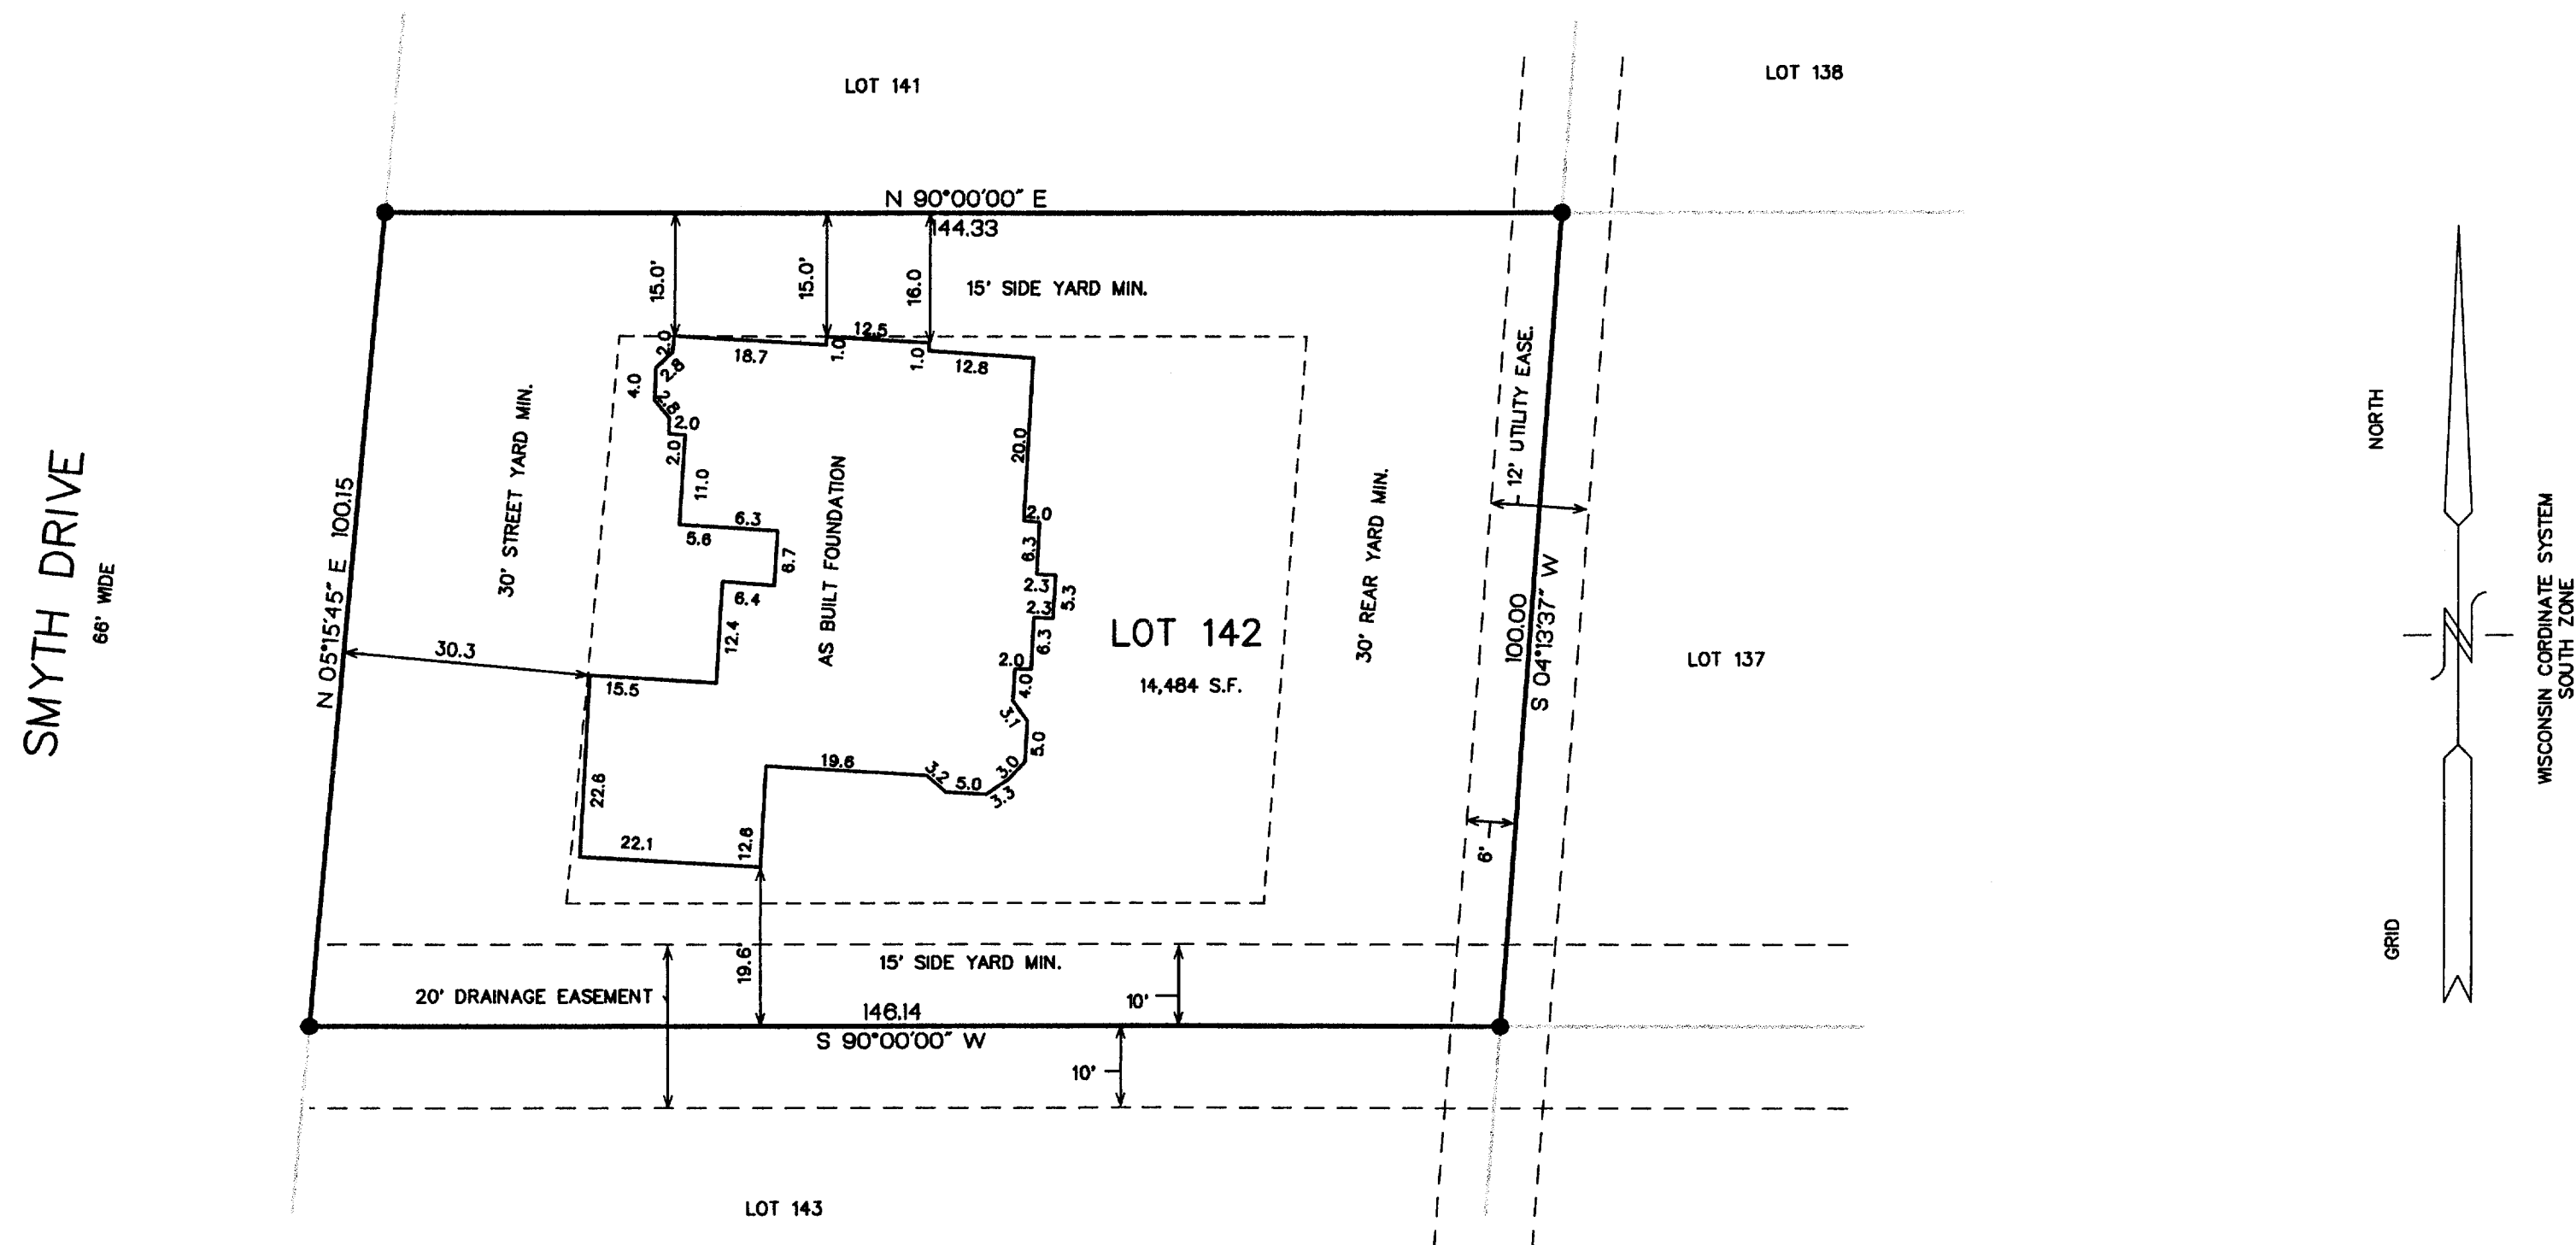 LOT 141
LOT 138
N 90°00'00" E
144.33
15.0'
15.0'
16.0
15' SIDE YARD MIN.
2.0
18.7
1.0
12.5
1.0
12.8
2.8
4.0
2.8
2.0
2.0
11.0
6.3
5.6
6.7
6.4
12.4
15.5
30.3
22.6
22.1
12.6
19.6
3.2
5.0
3.3
3.0
5.0
3.1
4.0
2.0
6.3
2.3
5.3
2.3
6.3
2.0
20.0
AS BUILT FOUNDATION
30' STREET YARD MIN.
N 05°15'45" E 100.15
SMYTH DRIVE
66' WIDE
LOT 142
14,484 S.F.
30' REAR YARD MIN.
12' UTILITY EASE.
100.00
S 04°13'37" W
6'
LOT 137
19.6'
15' SIDE YARD MIN.
20' DRAINAGE EASEMENT
10'
146.14
S 90°00'00" W
10'
LOT 143
NORTH
GRID
WISCONSIN CORDINATE SYSTEM
SOUTH ZONE